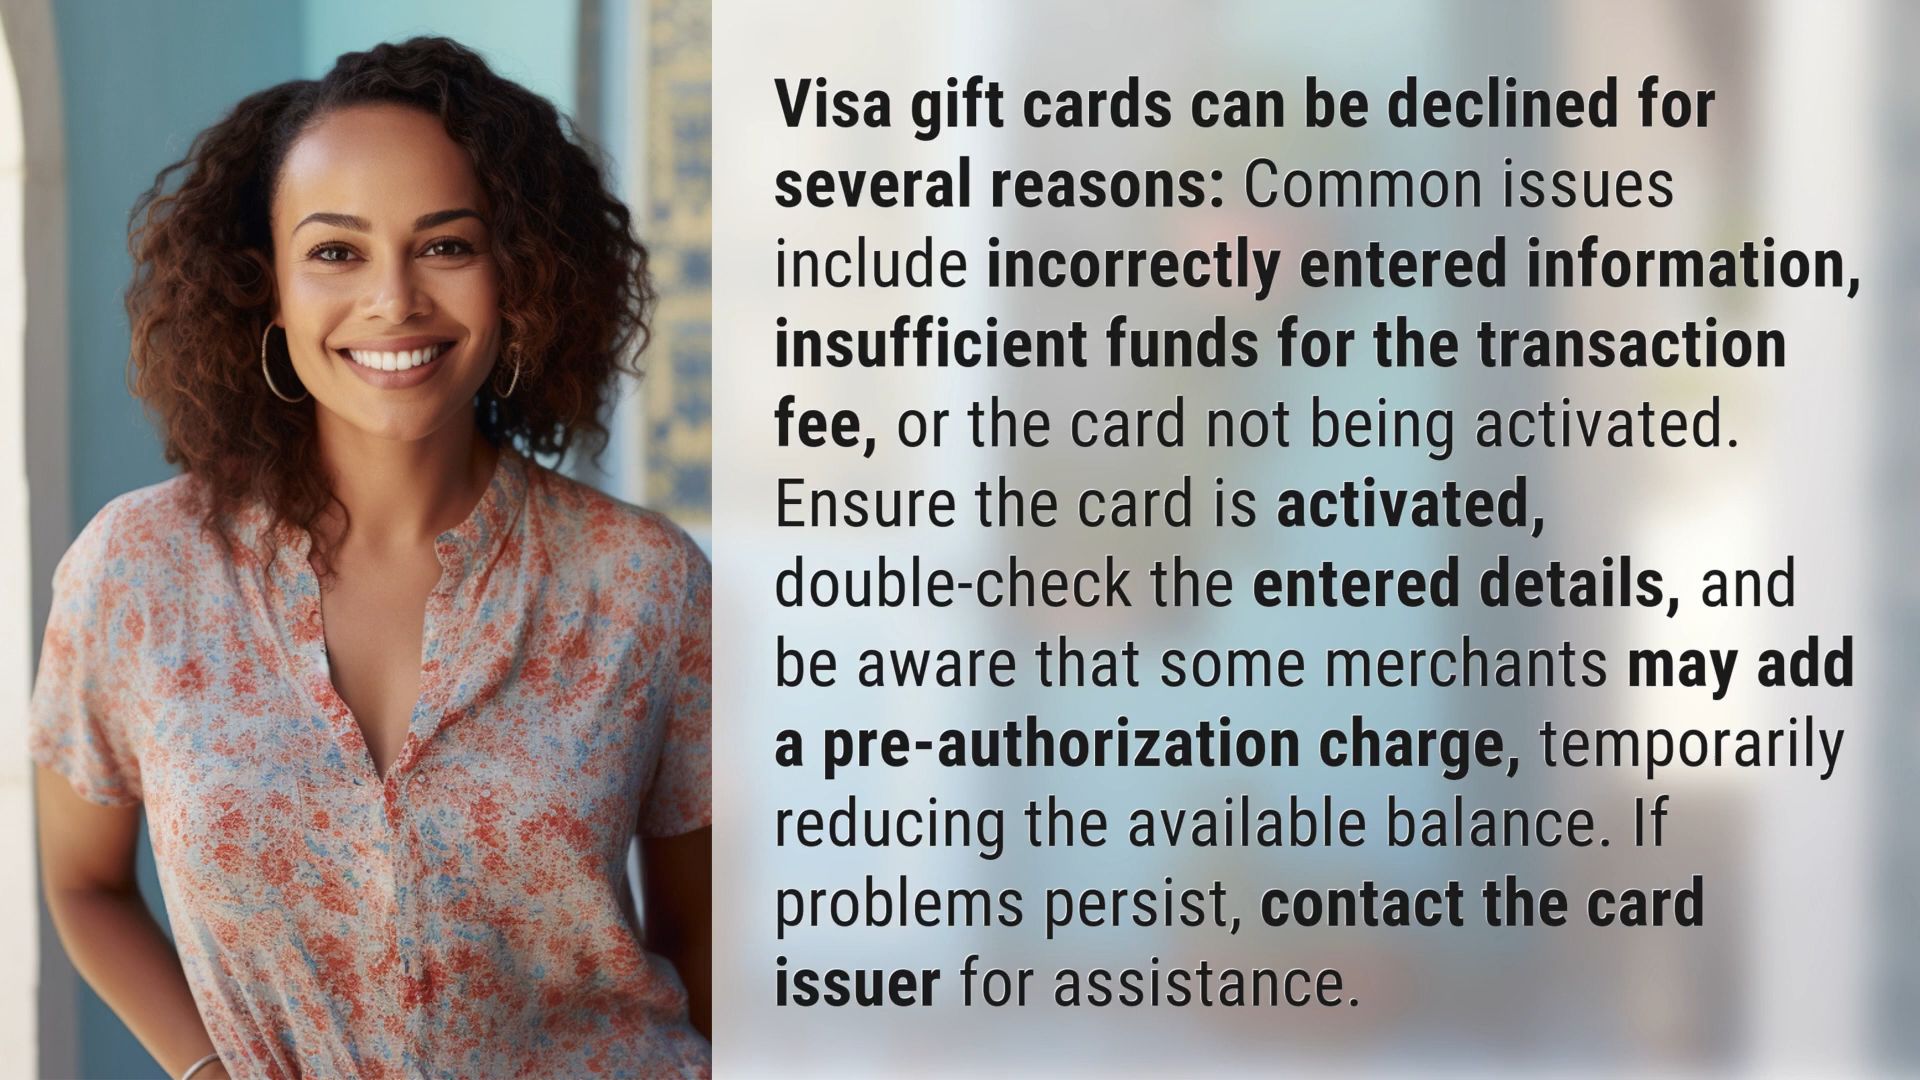 Visa gift cards can be declined for
several reasons: Common issues
include incorrectly entered information,
insufficient funds for the transaction
fee, or the card not being activated.
Ensure the card is activated,
double-check the entered details, and
be aware that some merchants may add
a pre-authorization charge, temporarily
reducing the available balance. If
problems persist, contact the card
issuer for assistance.